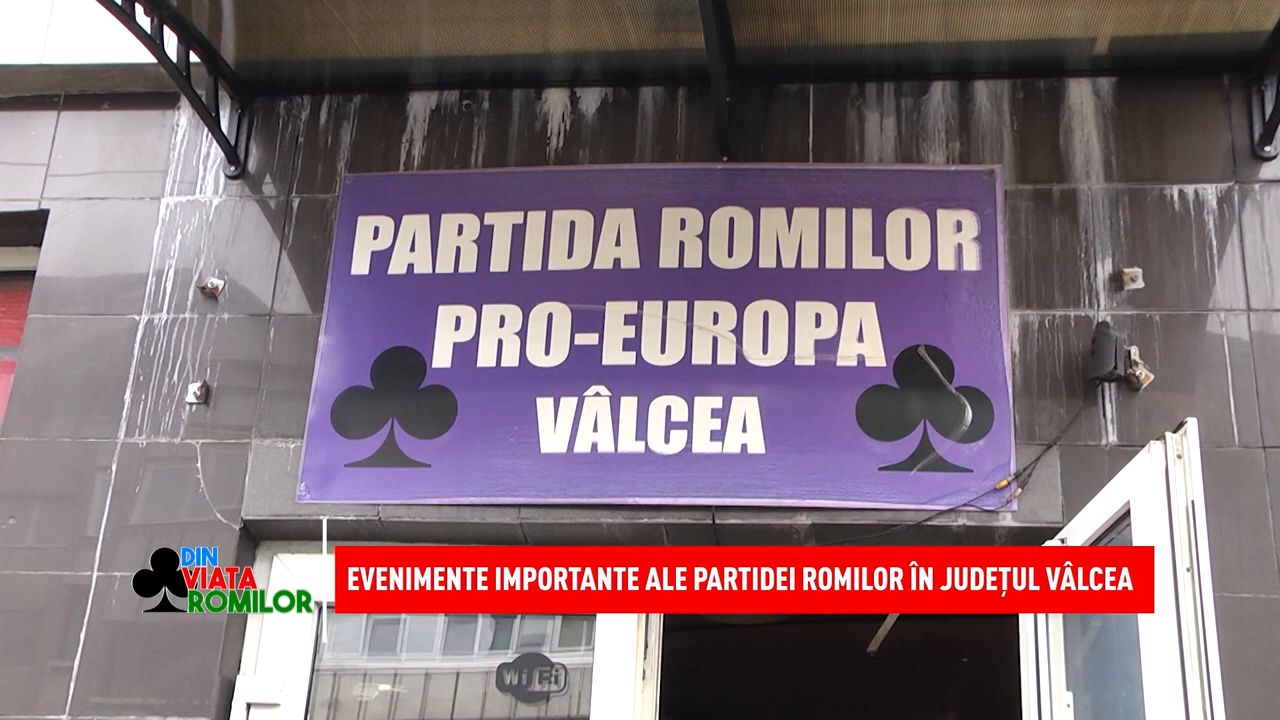 PARTIDA ROMILOR
PRO-EUROPA
VÂLCEA
DIN
VIATA
ROMILOR
EVENIMENTE IMPORTANTE ALE PARTIDEI ROMILOR ÎN JUDEȚUL VÂLCEA
WiFi